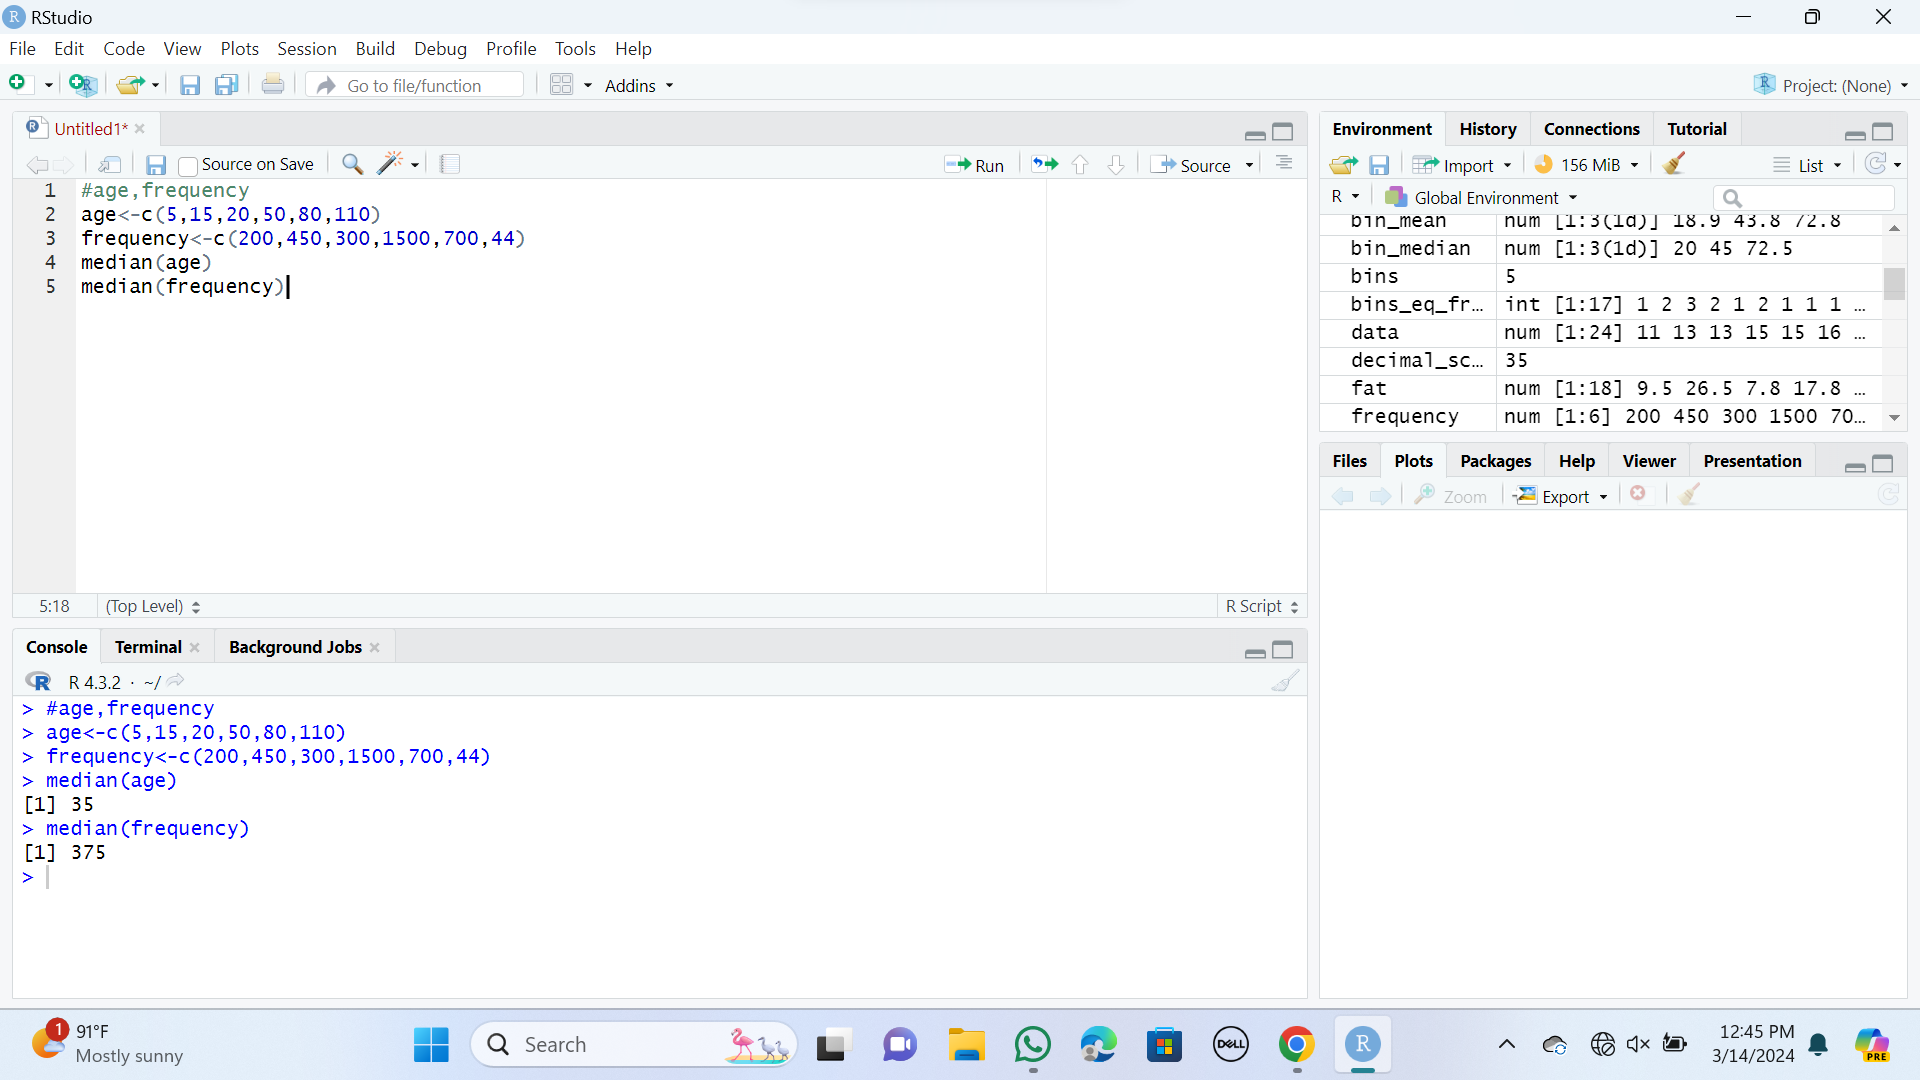 RStudio
File Edit Code View Plots Session Build Debug Profile Tools Help
Go to file/function Addins Project: (None)
Untitled1*
Source on Save Run Source
1 #age,frequency
2 age<-c(5,15,20,50,80,110)
3 frequency<-c(200,450,300,1500,700,44)
4 median(age)
5 median(frequency)
5:18 (Top Level) R Script
Console Terminal Background Jobs
R 4.3.2 · ~/
> #age,frequency
> age<-c(5,15,20,50,80,110)
> frequency<-c(200,450,300,1500,700,44)
> median(age)
[1] 35
> median(frequency)
[1] 375
>
Environment History Connections Tutorial
Import 156 MiB List
R Global Environment
bin_mean num [1:3(1d)] 18.9 43.8 72.8
bin_median num [1:3(1d)] 20 45 72.5
bins 5
bins_eq_fr… int [1:17] 1 2 3 2 1 2 1 1 1 …
data num [1:24] 11 13 13 15 15 16 …
decimal_sc… 35
fat num [1:18] 9.5 26.5 7.8 17.8 …
frequency num [1:6] 200 450 300 1500 70…
Files Plots Packages Help Viewer Presentation
Zoom Export
1 91°F
Mostly sunny
Search
DELL
R
12:45 PM
3/14/2024
PRE